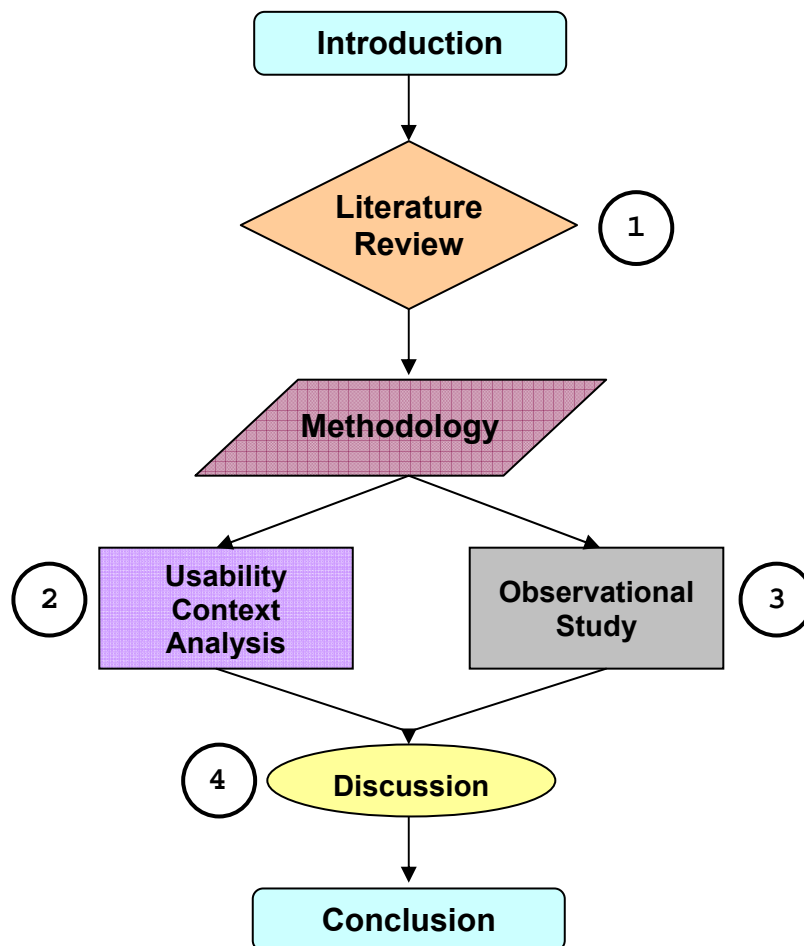 Introduction
Literature
Review
1
Methodology
Usability
Context
Analysis
2
Observational
Study
3
Discussion
4
Conclusion